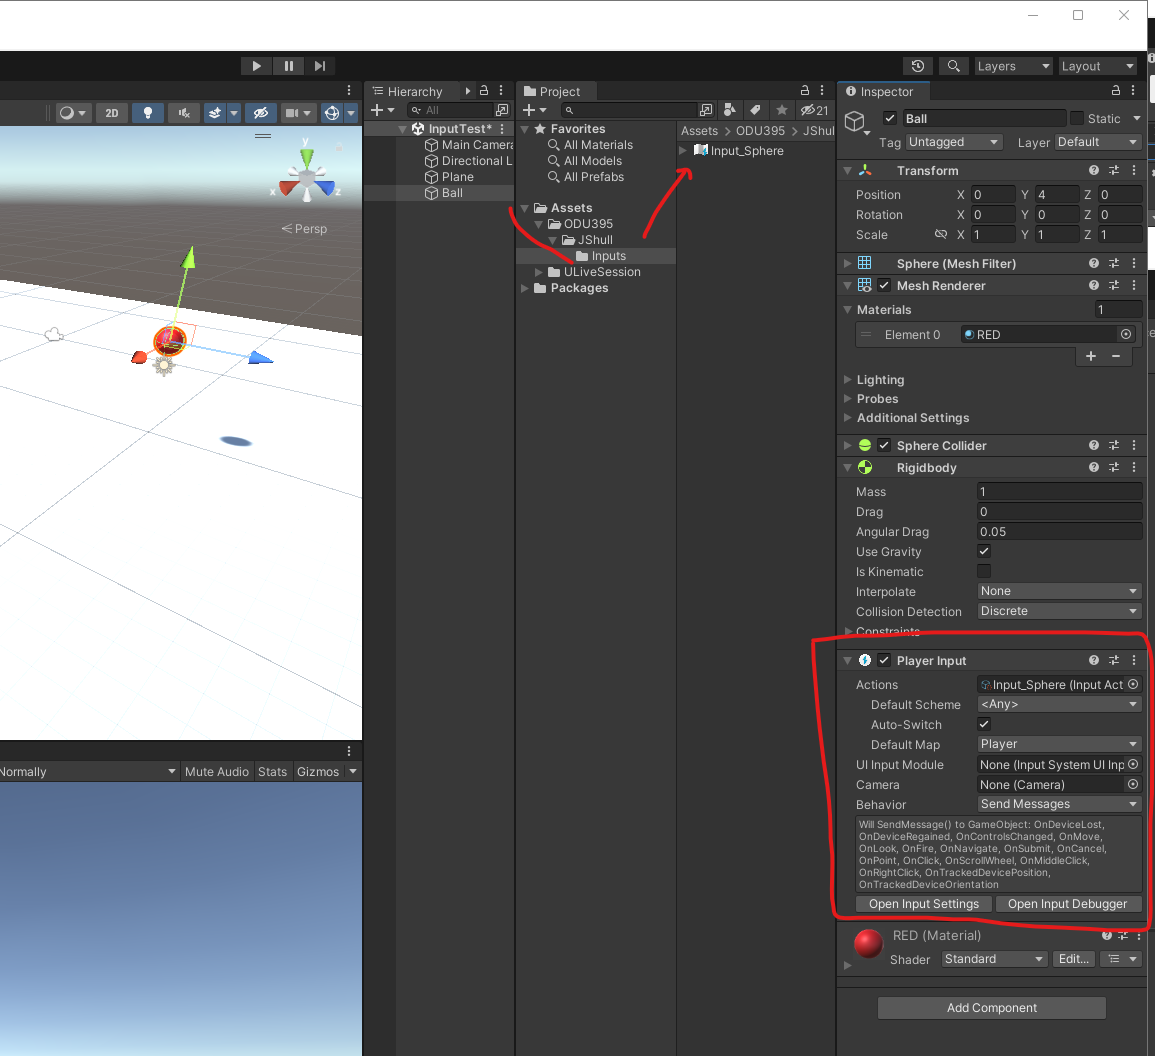 Layers
Layout
Hierarchy
Project
Inspector
2D
All
21
InputTest*
Main Camera
Directional L
Plane
Ball
Favorites
All Materials
All Models
All Prefabs
Assets
ODU395
JShull
Inputs
ULiveSession
Packages
Assets > ODU395 > JShul
Input_Sphere
y
x
z
Persp
Normally
Mute Audio
Stats
Gizmos
Ball
Static
Tag Untagged Layer Default
Transform
Position X 0 Y 4 Z 0
Rotation X 0 Y 0 Z 0
Scale X 1 Y 1 Z 1
Sphere (Mesh Filter)
Mesh Renderer
Materials 1
Element 0 RED
+ −
Lighting
Probes
Additional Settings
Sphere Collider
Rigidbody
Mass 1
Drag 0
Angular Drag 0.05
Use Gravity
Is Kinematic
Interpolate None
Collision Detection Discrete
Constraints
Player Input
Actions Input_Sphere (Input Act
Default Scheme <Any>
Auto-Switch
Default Map Player
UI Input Module None (Input System UI Inp
Camera None (Camera)
Behavior Send Messages
Will SendMessage() to GameObject: OnDeviceLost,
OnDeviceRegained, OnControlsChanged, OnMove,
OnLook, OnFire, OnNavigate, OnSubmit, OnCancel,
OnPoint, OnClick, OnScrollWheel, OnMiddleClick,
OnRightClick, OnTrackedDevicePosition,
OnTrackedDeviceOrientation
Open Input Settings Open Input Debugger
RED (Material)
Shader Standard Edit...
Add Component